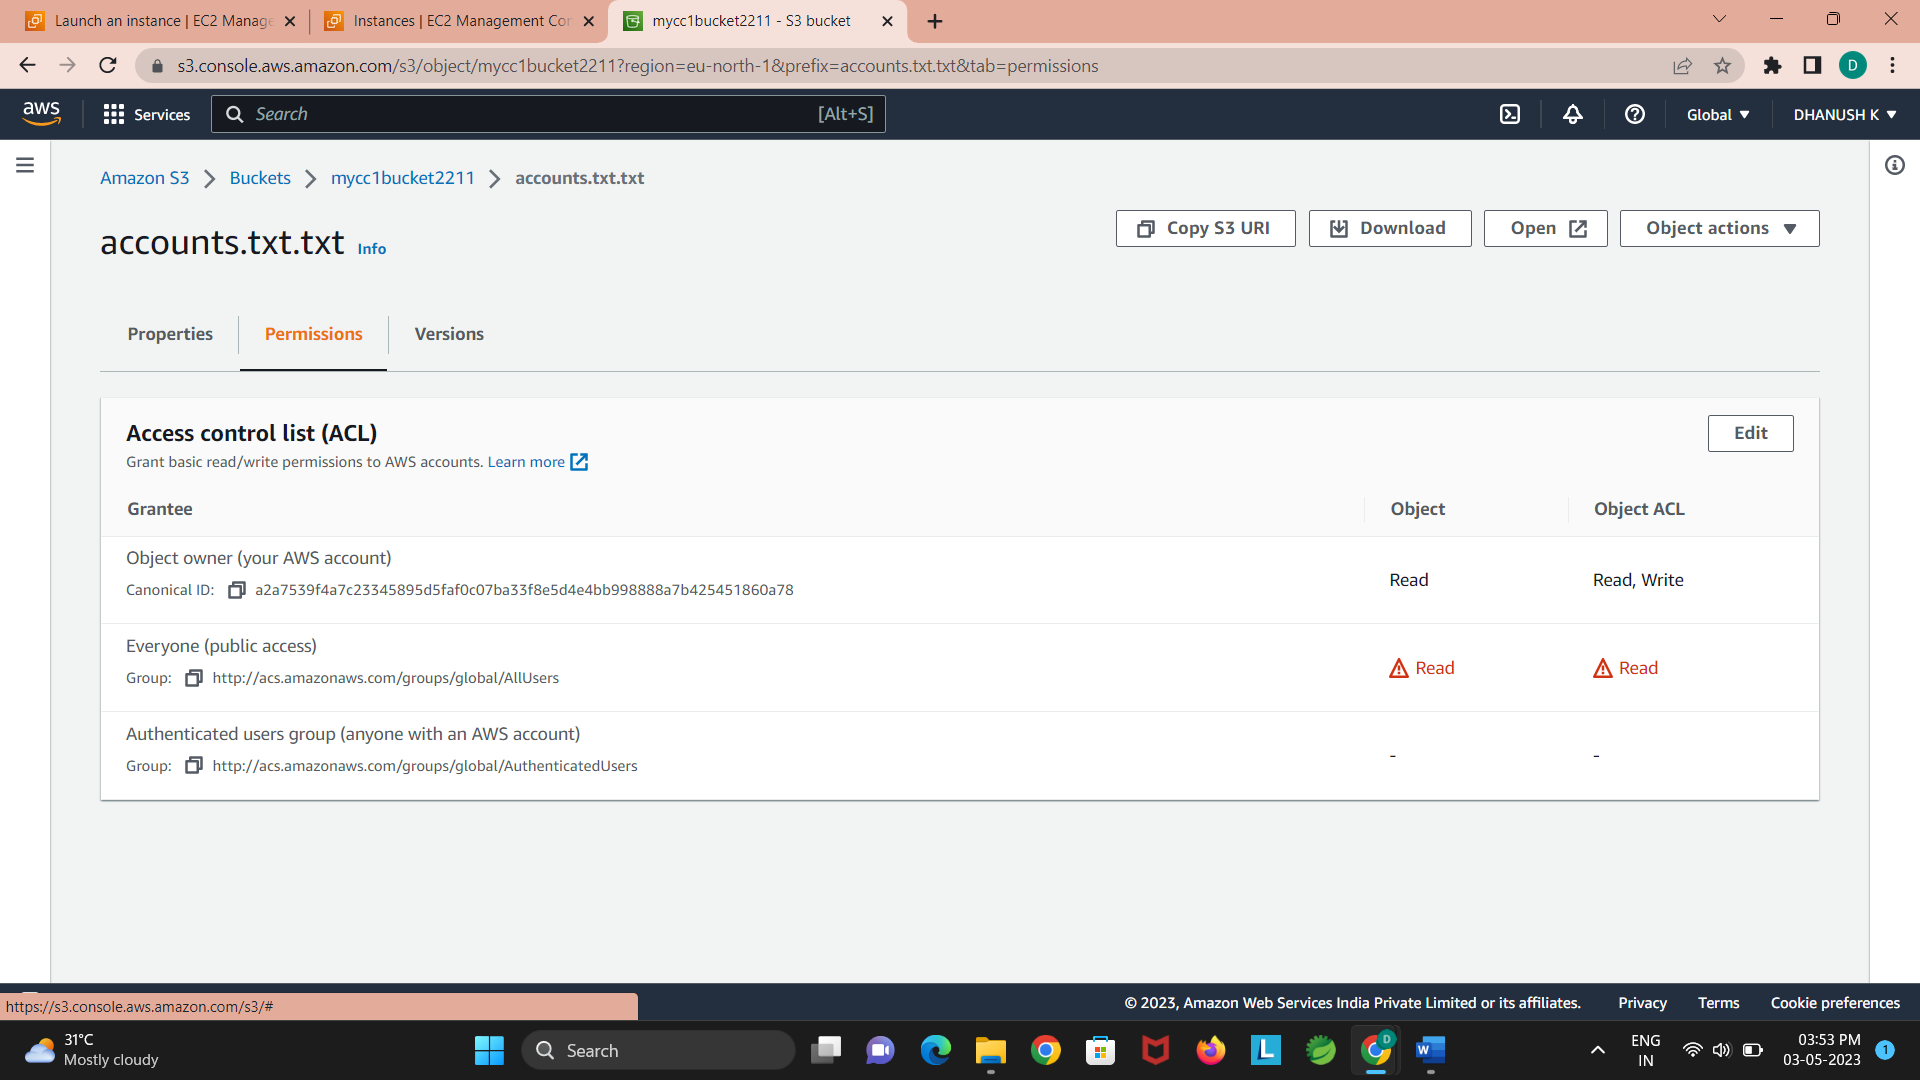 Launch an instance | EC2 Manage
Instances | EC2 Management Con
mycc1bucket2211 - S3 bucket
s3.console.aws.amazon.com/s3/object/mycc1bucket2211?region=eu-north-1&prefix=accounts.txt.txt&tab=permissions
D
aws
Services
Search
[Alt+S]
Global
DHANUSH K
Amazon S3
Buckets
mycc1bucket2211
accounts.txt.txt
accounts.txt.txt Info
Copy S3 URI
Download
Open
Object actions
Properties
Permissions
Versions
Access control list (ACL)
Edit
Grant basic read/write permissions to AWS accounts. Learn more
Grantee
Object
Object ACL
Object owner (your AWS account)
Canonical ID: a2a7539f4a7c23345895d5faf0c07ba33f8e5d4e4bb998888a7b425451860a78
Read
Read, Write
Everyone (public access)
Group: http://acs.amazonaws.com/groups/global/AllUsers
Read
Read
Authenticated users group (anyone with an AWS account)
Group: http://acs.amazonaws.com/groups/global/AuthenticatedUsers
-
-
https://s3.console.aws.amazon.com/s3/#
© 2023, Amazon Web Services India Private Limited or its affiliates.
Privacy
Terms
Cookie preferences
31°C
Mostly cloudy
Search
L
D
W
ENG
IN
03:53 PM
03-05-2023
1